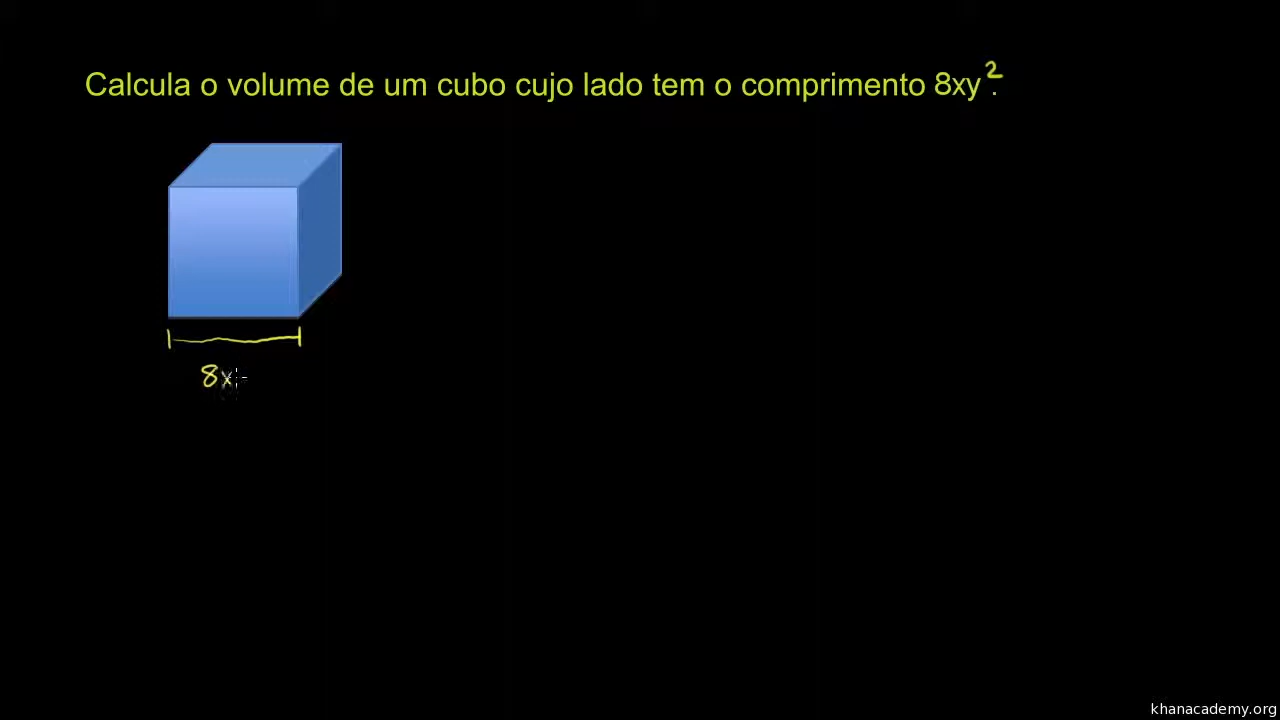 Calcula o volume de um cubo cujo lado tem o comprimento 8xy².
8x
khanacademy.org